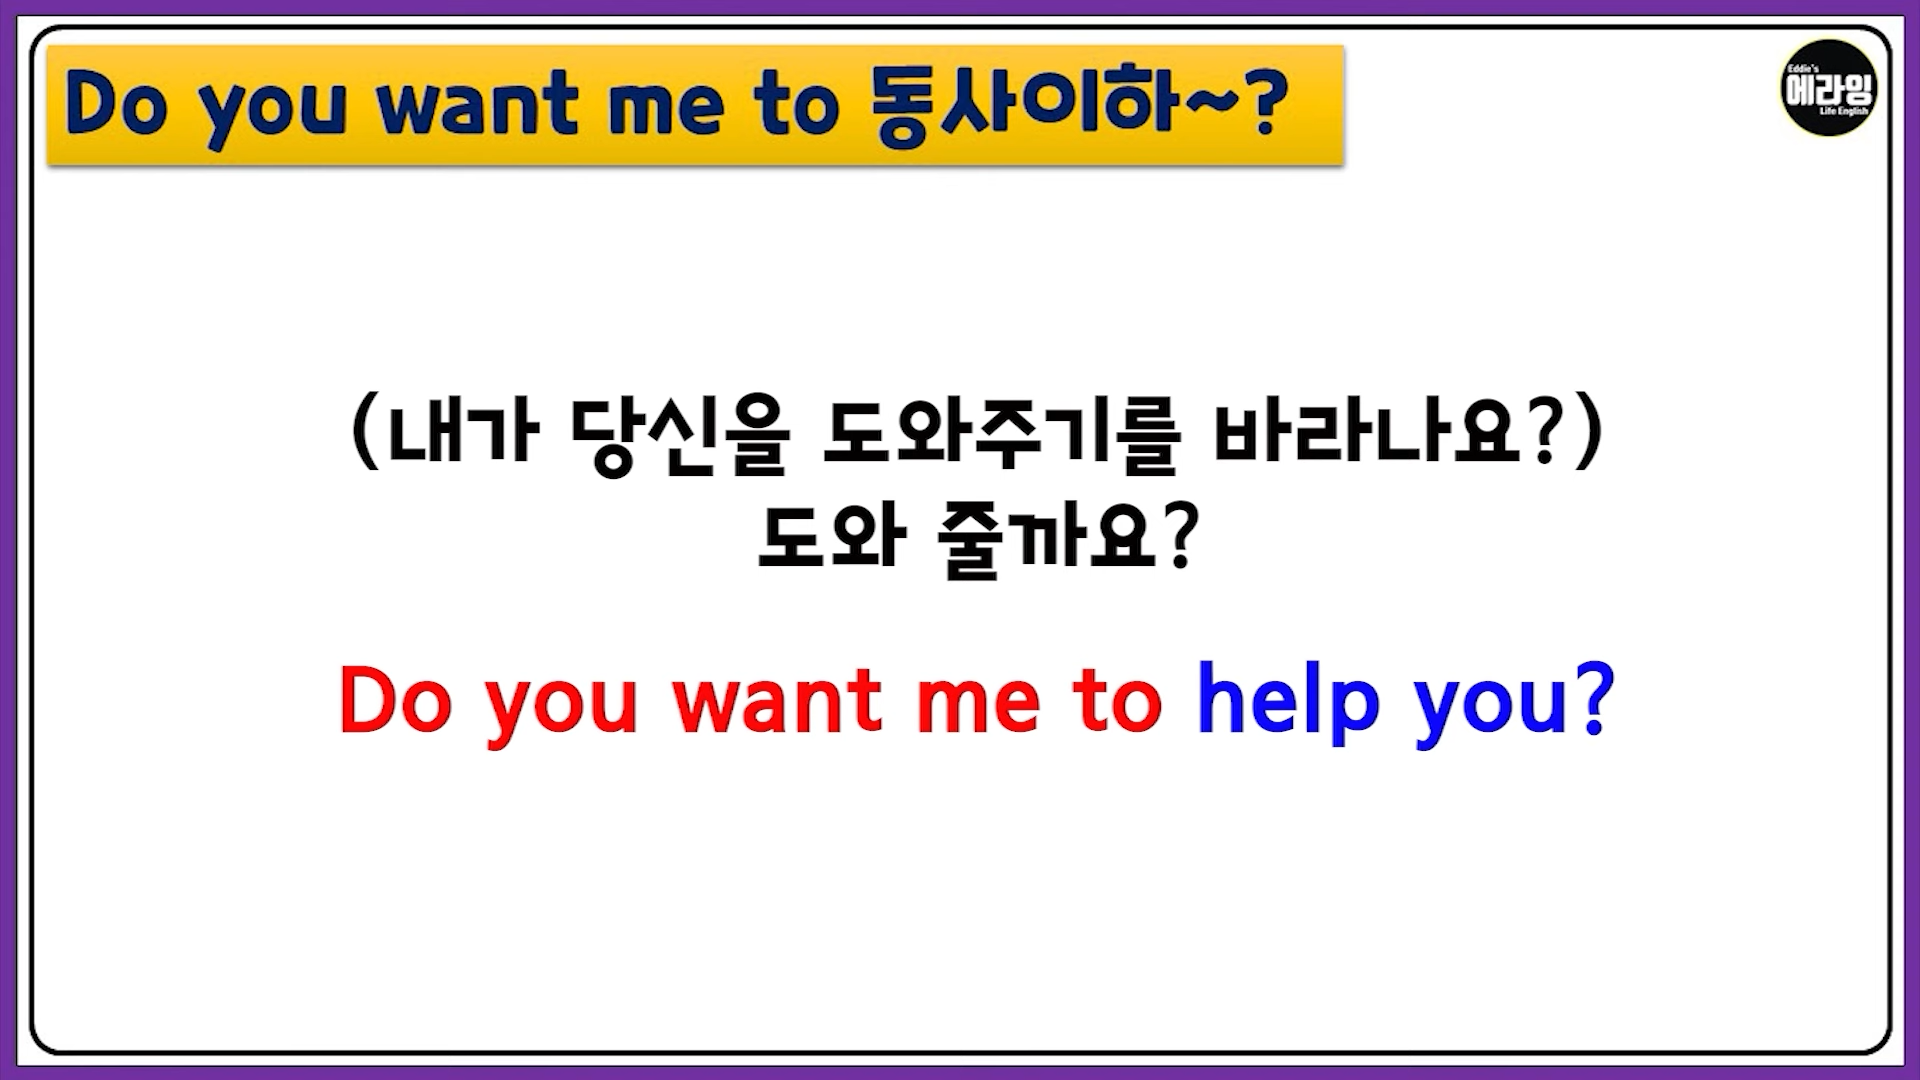 Do you want me to 동사이하~?
Eddie's
에라잉
Life English
(내가 당신을 도와주기를 바라나요?)
도와 줄까요?
Do you want me to help you?